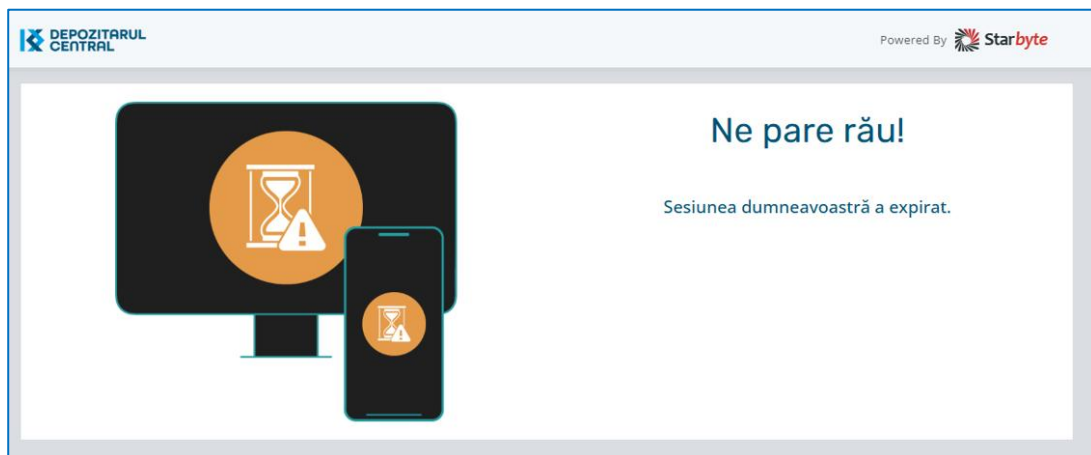 DEPOZITARUL
CENTRAL
Powered By Starbyte
Ne pare rău!
Sesiunea dumneavoastră a expirat.